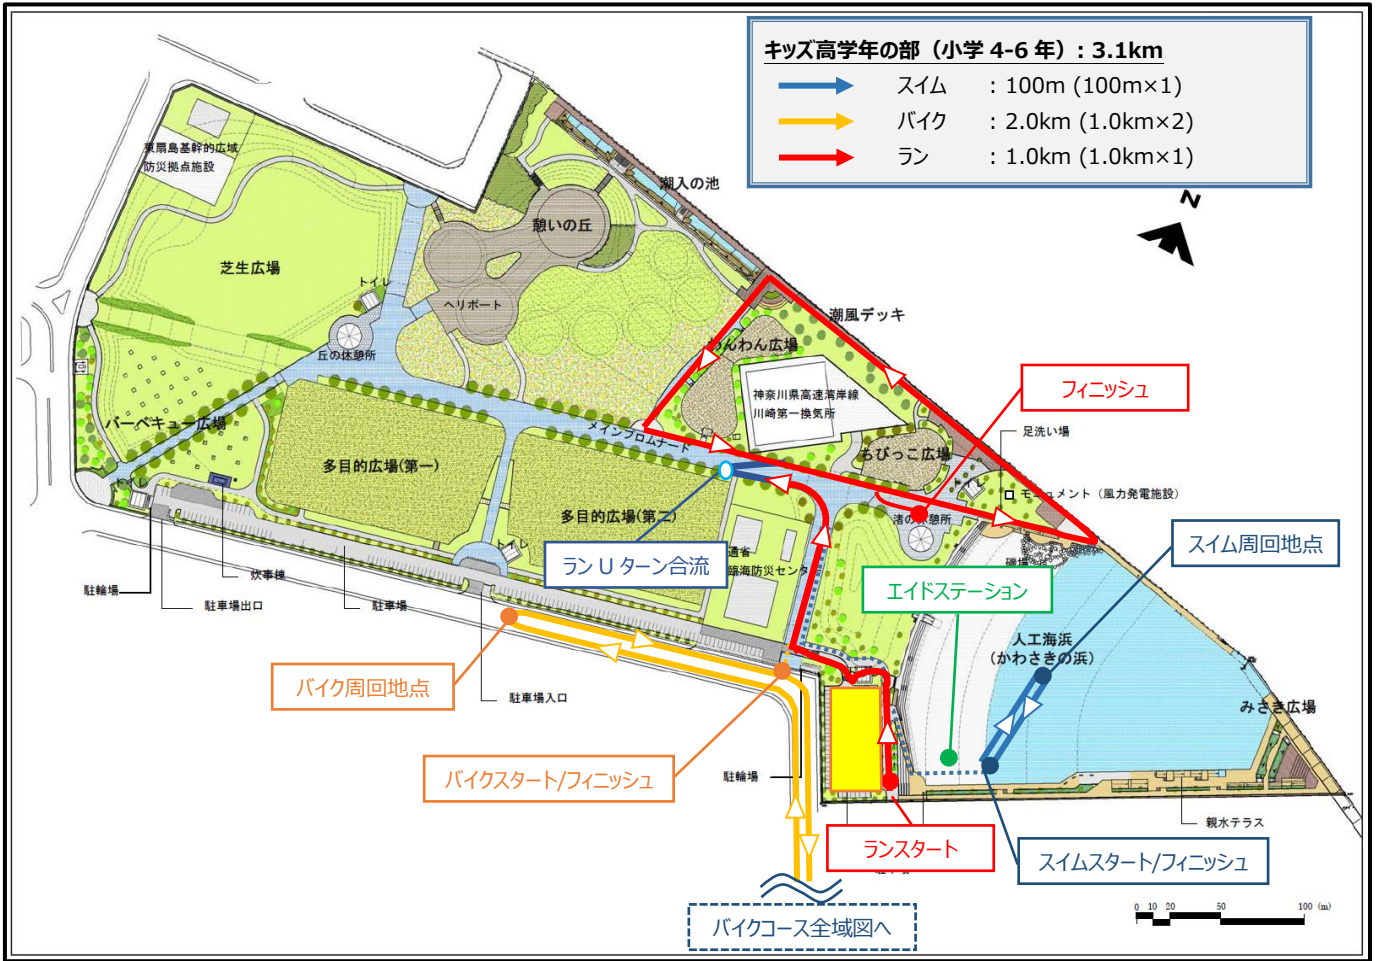 キッズ高学年の部（小学 4-6 年）: 3.1km
スイム : 100m (100m×1)
バイク : 2.0km (1.0km×2)
ラン : 1.0km (1.0km×1)
N
東扇島基幹的広域
防災拠点施設
潮入の池
憩いの丘
芝生広場
トイレ
ヘリポート
潮風デッキ
わんわん広場
丘の休憩所
神奈川県高速湾岸線
川崎第一換気所
フィニッシュ
足洗い場
バーベキュー広場
メインプロムナード
ちびっこ広場
多目的広場(第一)
トイレ
トイレ
モニュメント（風力発電施設）
多目的広場(第二)
渚の休憩所
スイム周回地点
トイレ
通省
臨海防災センタ
ラン U ターン合流
磯場
エイドステーション
炊事棟
駐輪場
駐車場出口
駐車場
人工海浜
(かわさきの浜)
バイク周回地点
駐車場入口
みさき広場
バイクスタート/フィニッシュ
駐輪場
親水テラス
ランスタート
スイムスタート/フィニッシュ
バイクコース全域図へ
0 10 20 50 100 (m)